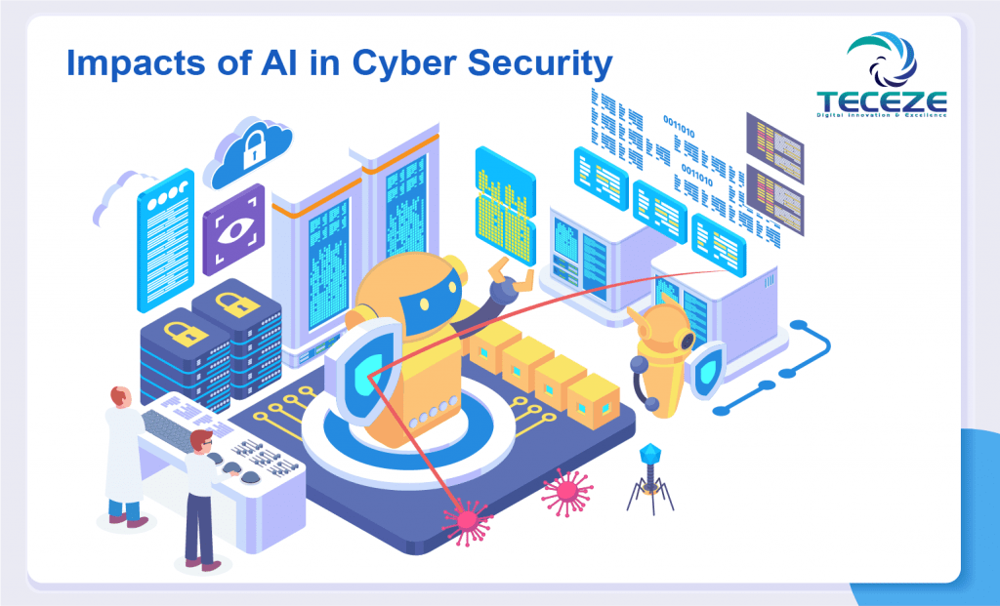 Impacts of AI in Cyber Security
TECEZE
Digital Innovation & Excellence
0011010
0011010